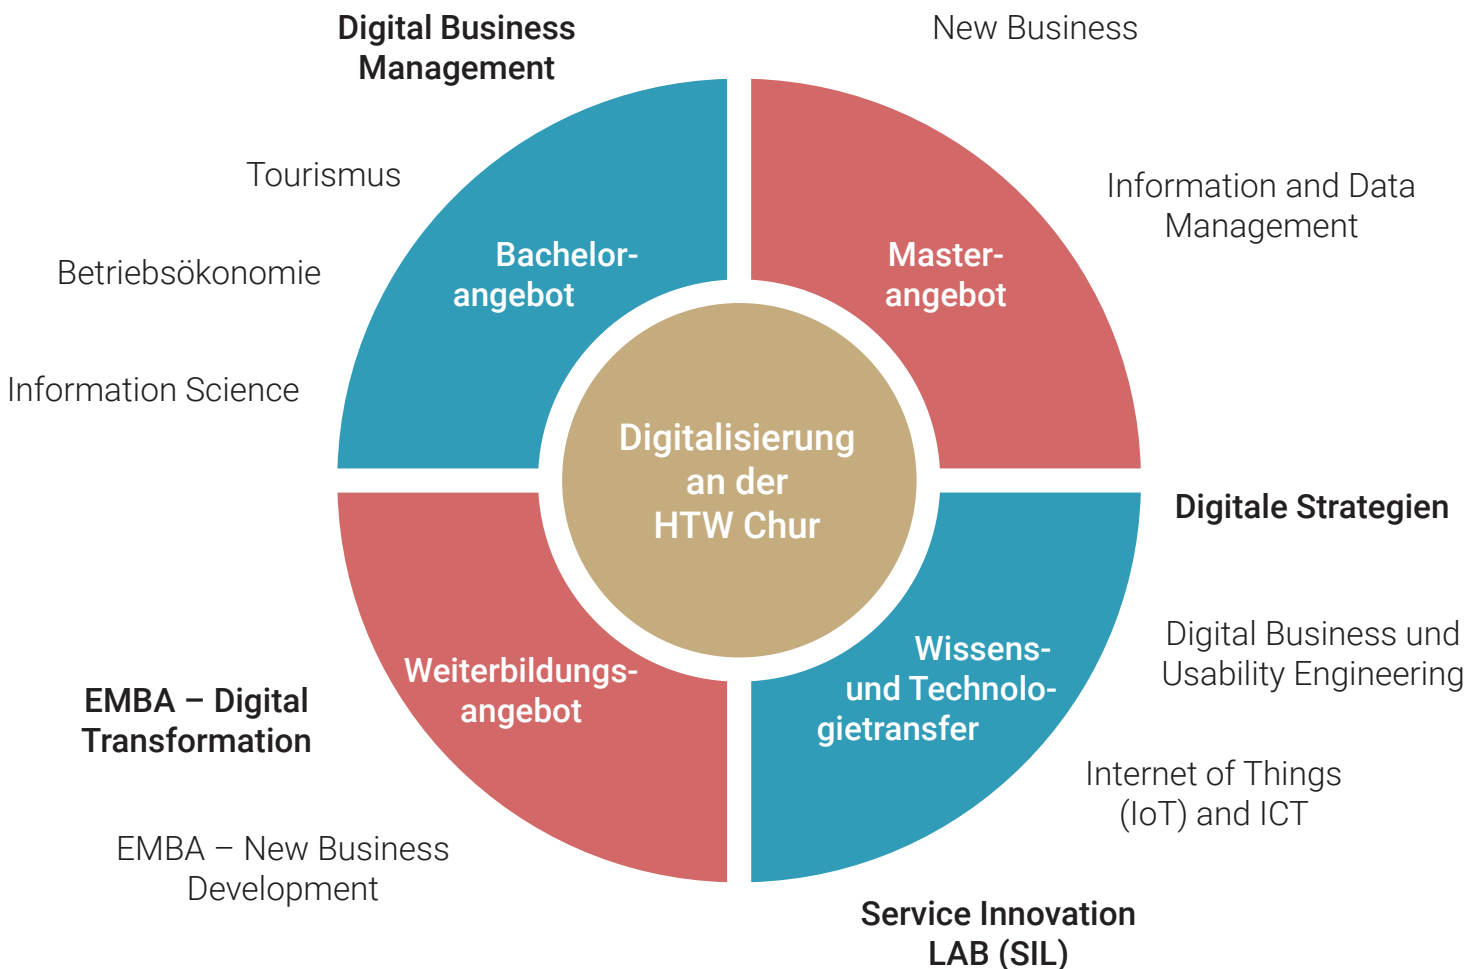 Digital Business
Management
Tourismus
Betriebsökonomie
Information Science
Bachelor-
angebot
New Business
Information and Data
Management
Master-
angebot
Digitalisierung
an der
HTW Chur
Weiterbildungs-
angebot
EMBA – Digital
Transformation
EMBA – New Business
Development
Wissens-
und Technolo-
gietransfer
Digitale Strategien
Digital Business und
Usability Engineering
Internet of Things
(IoT) and ICT
Service Innovation
LAB (SIL)